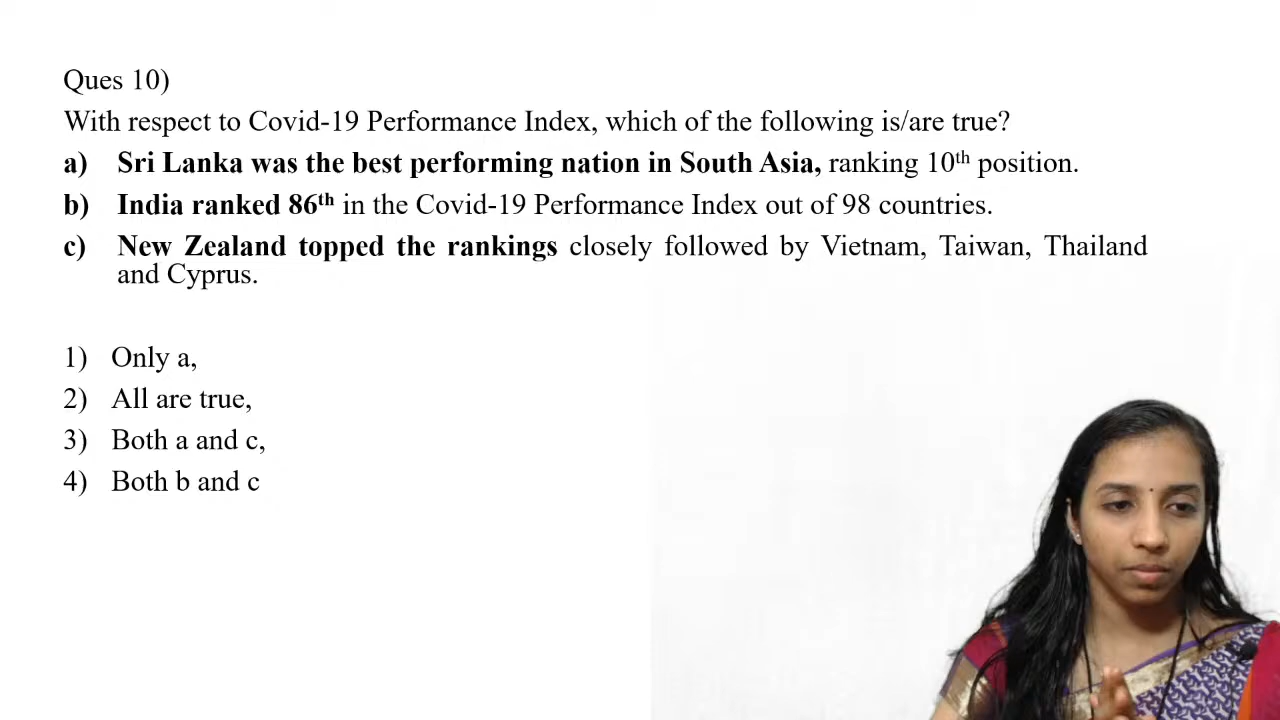 Ques 10)
With respect to Covid-19 Performance Index, which of the following is/are true?
a) Sri Lanka was the best performing nation in South Asia, ranking 10th position.
b) India ranked 86th in the Covid-19 Performance Index out of 98 countries.
c) New Zealand topped the rankings closely followed by Vietnam, Taiwan, Thailand
and Cyprus.
1) Only a,
2) All are true,
3) Both a and c,
4) Both b and c